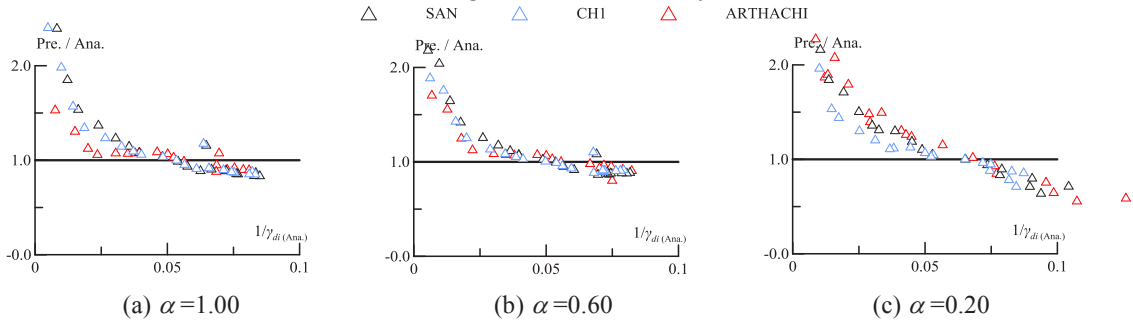 SAN CH1 ARTHACHI
Pre. / Ana.
2.0
1.0
-0.0
0 0.05 0.1
1/γdi (Ana.)
(a) α=1.00
Pre. / Ana.
2.0
1.0
-0.0
0 0.05 0.1
1/γdi (Ana.)
(b) α=0.60
Pre. / Ana.
2.0
1.0
-0.0
0 0.05 0.1
1/γdi (Ana.)
(c) α=0.20